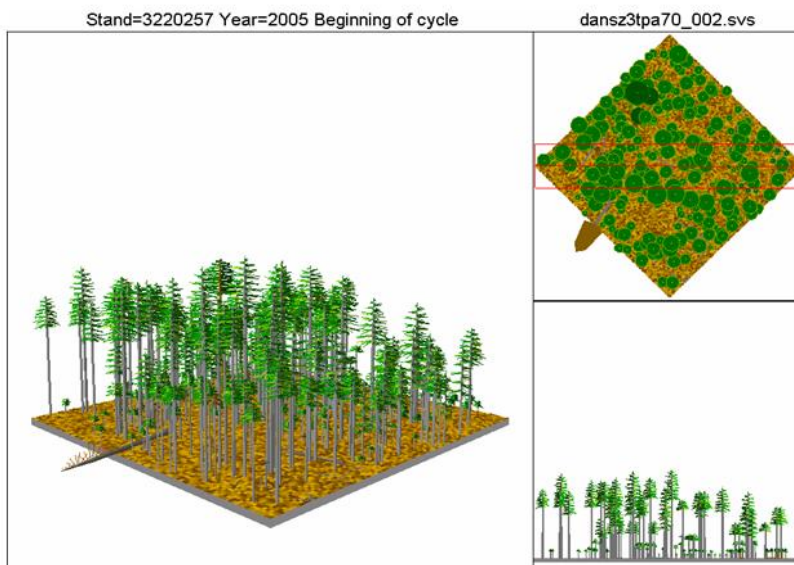 Stand=3220257 Year=2005 Beginning of cycle
dansz3tpa70_002.svs